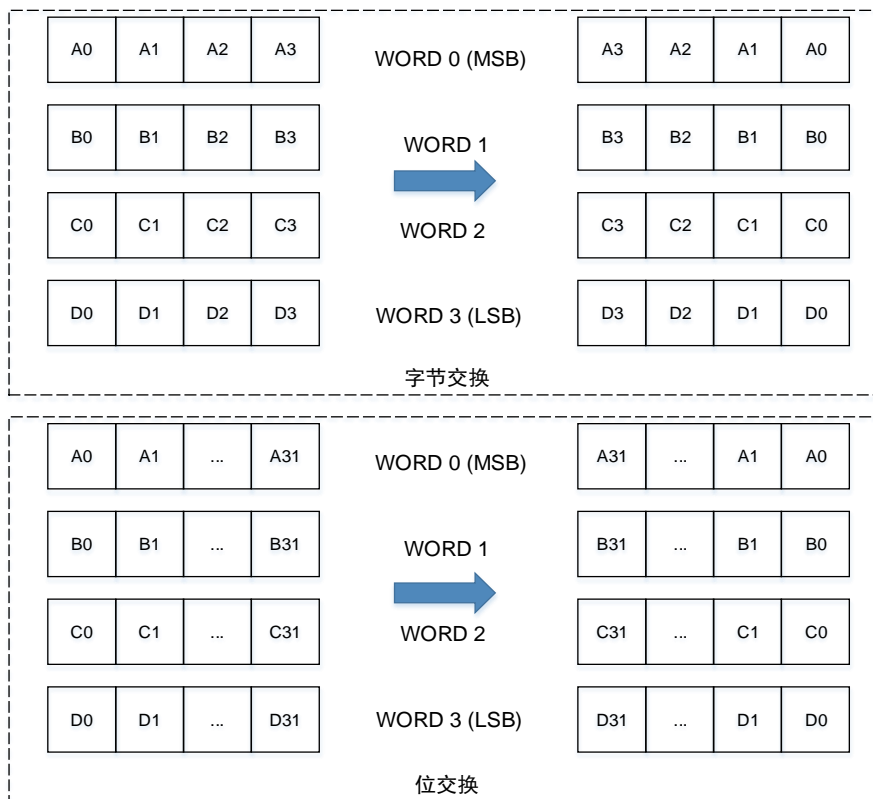 A0 A1 A2 A3 WORD 0 (MSB) A3 A2 A1 A0
B0 B1 B2 B3 WORD 1 B3 B2 B1 B0
C0 C1 C2 C3 WORD 2 C3 C2 C1 C0
D0 D1 D2 D3 WORD 3 (LSB) D3 D2 D1 D0
字节交换
A0 A1 ... A31 WORD 0 (MSB) A31 ... A1 A0
B0 B1 ... B31 WORD 1 B31 ... B1 B0
C0 C1 ... C31 WORD 2 C31 ... C1 C0
D0 D1 ... D31 WORD 3 (LSB) D31 ... D1 D0
位交换